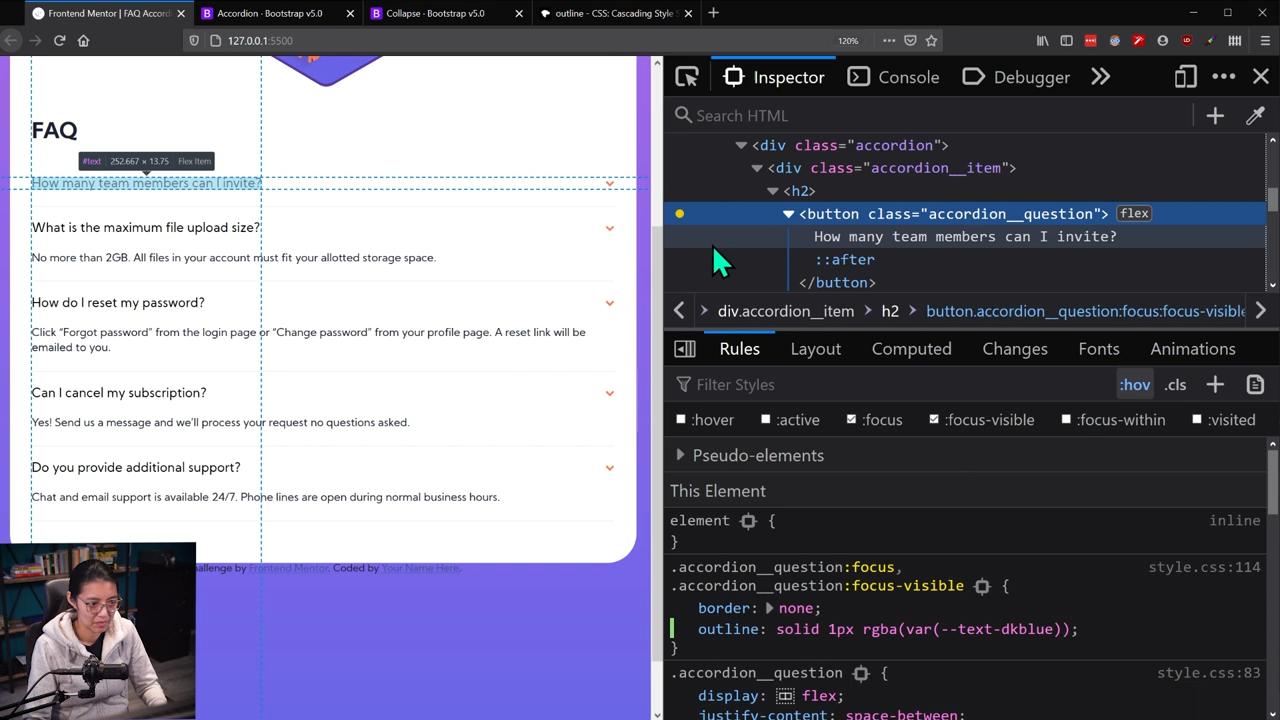 Frontend Mentor | FAQ Accord
Accordion · Bootstrap v5.0
Collapse · Bootstrap v5.0
outline - CSS: Cascading Style S
127.0.0.1:5500
120%
FAQ
#text 252.667 × 13.75 Flex Item
How many team members can I invite?
What is the maximum file upload size?
No more than 2GB. All files in your account must fit your allotted storage space.
How do I reset my password?
Click “Forgot password” from the login page or “Change password” from your profile page. A reset link will be
emailed to you.
Can I cancel my subscription?
Yes! Send us a message and we’ll process your request no questions asked.
Do you provide additional support?
Chat and email support is available 24/7. Phone lines are open during normal business hours.
allenge by Frontend Mentor. Coded by Your Name Here.
Inspector
Console
Debugger
Search HTML
<div class="accordion">
<div class="accordion__item">
<h2>
<button class="accordion__question"> flex
How many team members can I invite?
::after
</button>
div.accordion__item h2 button.accordion__question:focus:focus-visible
Rules Layout Computed Changes Fonts Animations
Filter Styles :hov .cls
:hover :active :focus :focus-visible :focus-within :visited
Pseudo-elements
This Element
element { inline
}
.accordion__question:focus, style.css:114
.accordion__question:focus-visible {
border: none;
outline: solid 1px rgba(var(--text-dkblue));
}
.accordion__question { style.css:83
display: flex;
justify-content: space-between;